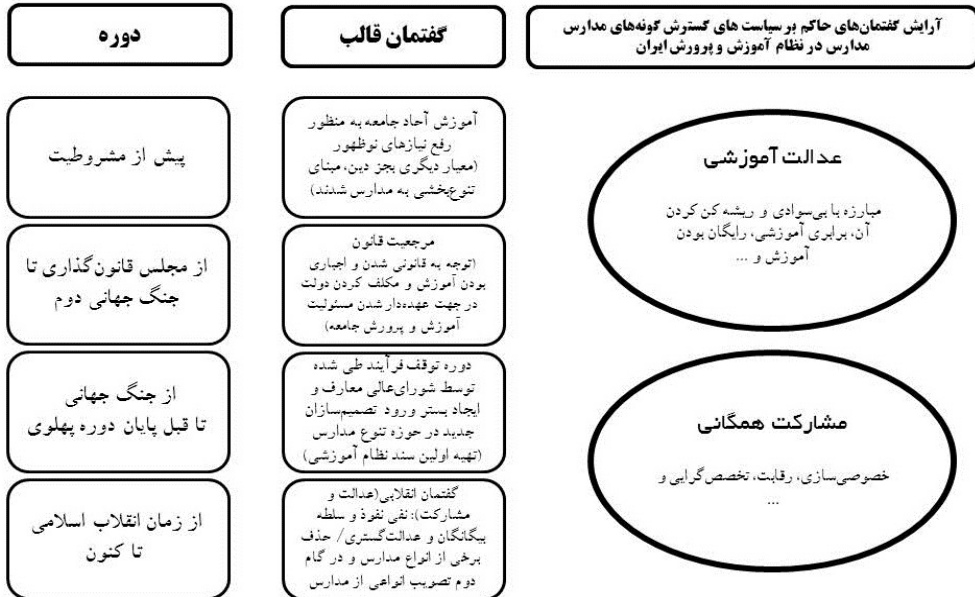 آرایش گفتمان‌های حاکم بر سیاست های گسترش گونه‌های مدارس
مدارس در نظام آموزش و پرورش ایران
گفتمان قالب
دوره
عدالت آموزشی
مبارزه با بی‌سوادی و ریشه کن کردن
آن، برابری آموزشی، رایگان بودن
آموزش و ...
مشارکت همگانی
خصوصی‌سازی، رقابت، تخصص‌گرایی و
...
آموزش آحاد جامعه به منظور
رفع نیازهای نوظهور
(معیار دیگری بجز دین، مبنای
تنوع‌بخشی به مدارس شدند)
پیش از مشروطیت
مرجعیت قانون
(توجه به قانونی شدن و اجباری
بودن آموزش و مکلف کردن دولت
در جهت عهده‌دار شدن مسئولیت
آموزش و پرورش جامعه)
از مجلس قانون‌گذاری تا
جنگ جهانی دوم
دوره توقف فرآیند طی شده
توسط شورای‌عالی معارف و
ایجاد بستر ورود تصمیم‌سازان
جدید در حوزه تنوع مدارس
(تهیه اولین سند نظام آموزشی)
از جنگ جهانی
تا قبل پایان دوره پهلوی
گفتمان انقلابی(عدالت و
مشارکت): نفی نفوذ و سلطه
بیگانگان و عدالت‌گستری/ حذف
برخی از انواع مدارس و در گام
دوم تصویب انواعی از مدارس
از زمان انقلاب اسلامی
تا کنون